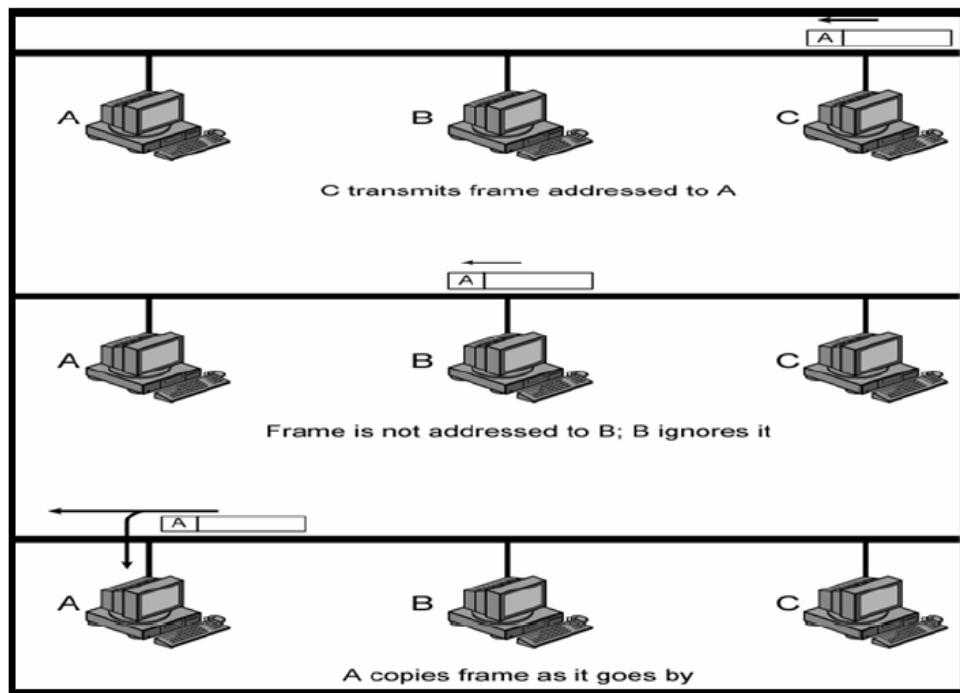 A
A B C
C transmits frame addressed to A
A
A B C
Frame is not addressed to B; B ignores it
A
A B C
A copies frame as it goes by